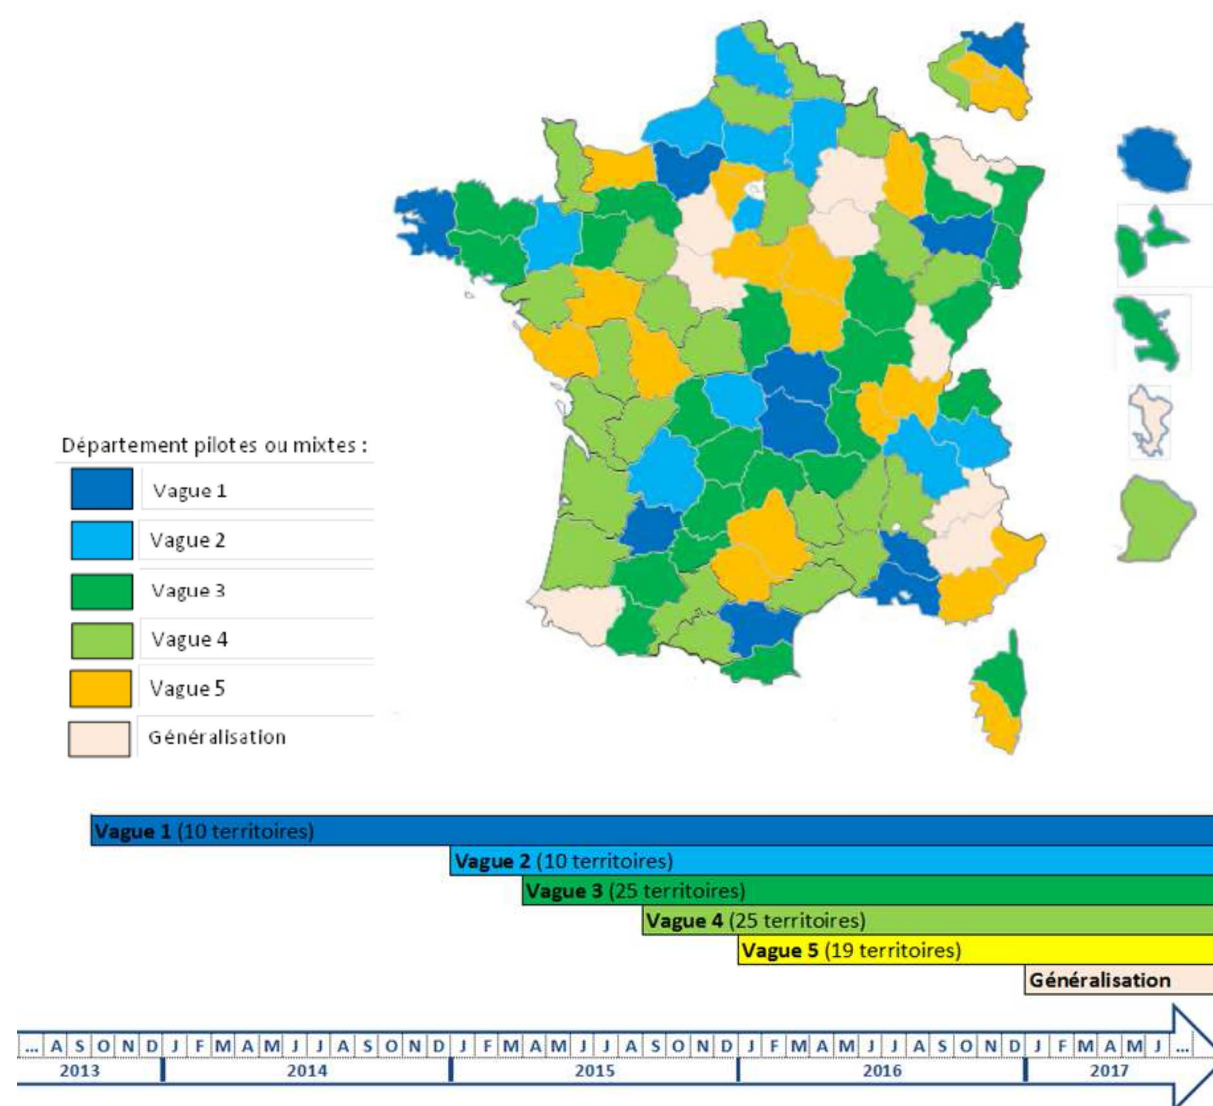 Département pilotes ou mixtes :
Vague 1
Vague 2
Vague 3
Vague 4
Vague 5
Généralisation
Vague 1 (10 territoires)
Vague 2 (10 territoires)
Vague 3 (25 territoires)
Vague 4 (25 territoires)
Vague 5 (19 territoires)
Généralisation
... A S O N D J F M A M J J A S O N D J F M A M J J A S O N D J F M A M J J A S O N D J F M A M J ...
2013 2014 2015 2016 2017